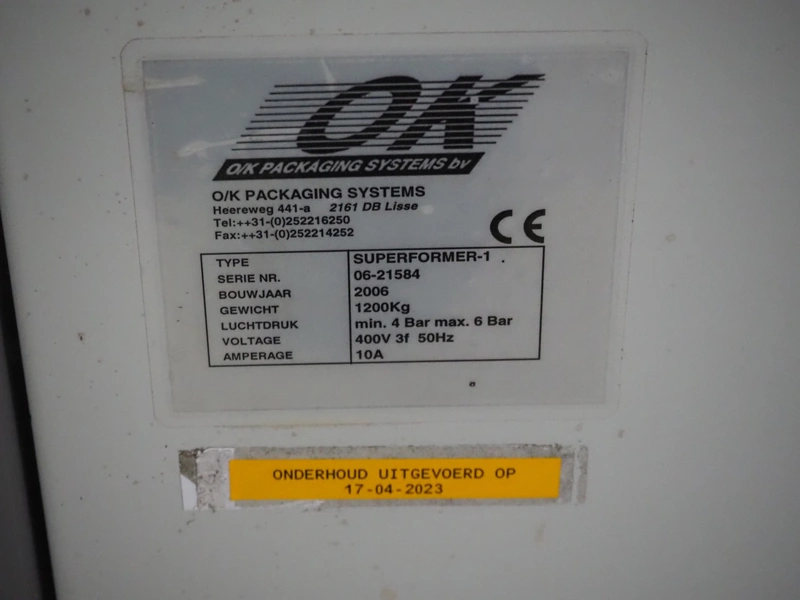 OK
O/K PACKAGING SYSTEMS bv
O/K PACKAGING SYSTEMS
Heereweg 441-a 2161 DB Lisse
Tel:++31-(0)252216250
Fax:++31-(0)252214252
CE
TYPE SUPERFORMER-1 .
SERIE NR. 06-21584
BOUWJAAR 2006
GEWICHT 1200Kg
LUCHTDRUK min. 4 Bar max. 6 Bar
VOLTAGE 400V 3f 50Hz
AMPERAGE 10A
ONDERHOUD UITGEVOERD OP
17-04-2023